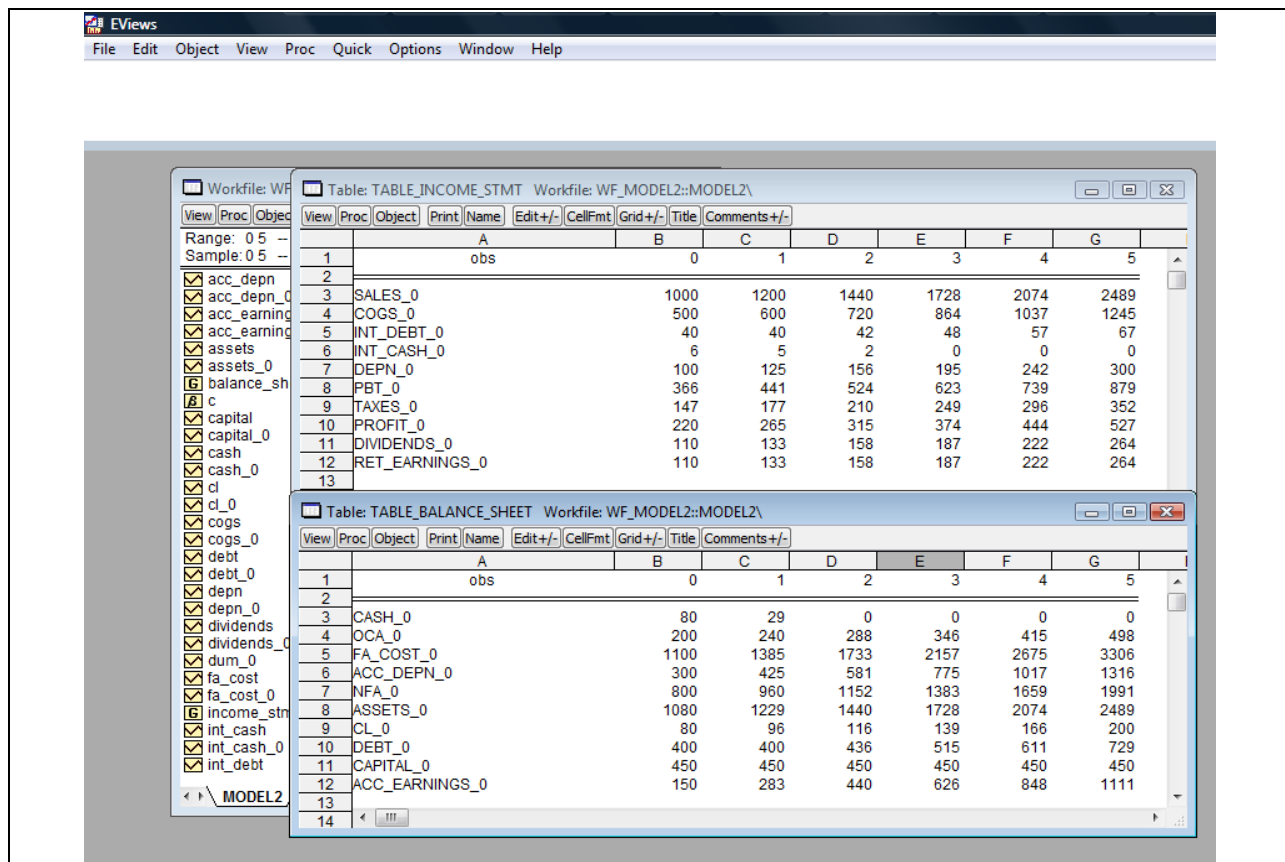 EViews
File Edit Object View Proc Quick Options Window Help
Workfile: WF
View Proc Objec
Range: 0 5 --
Sample: 0 5 --
acc_depn
acc_depn_0
acc_earning
acc_earning
assets
assets_0
balance_sh
c
capital
capital_0
cash
cash_0
cl
cl_0
cogs
cogs_0
debt
debt_0
depn
depn_0
dividends
dividends_0
dum_0
fa_cost
fa_cost_0
income_stm
int_cash
int_cash_0
int_debt
MODEL2
Table: TABLE_INCOME_STMT Workfile: WF_MODEL2::MODEL2\
View Proc Object Print Name Edit+/- CellFmt Grid+/- Title Comments+/-
A B C D E F G
1 obs 0 1 2 3 4 5
2
3 SALES_0 1000 1200 1440 1728 2074 2489
4 COGS_0 500 600 720 864 1037 1245
5 INT_DEBT_0 40 40 42 48 57 67
6 INT_CASH_0 6 5 2 0 0 0
7 DEPN_0 100 125 156 195 242 300
8 PBT_0 366 441 524 623 739 879
9 TAXES_0 147 177 210 249 296 352
10 PROFIT_0 220 265 315 374 444 527
11 DIVIDENDS_0 110 133 158 187 222 264
12 RET_EARNINGS_0 110 133 158 187 222 264
13
Table: TABLE_BALANCE_SHEET Workfile: WF_MODEL2::MODEL2\
View Proc Object Print Name Edit+/- CellFmt Grid+/- Title Comments+/-
A B C D E F G
1 obs 0 1 2 3 4 5
2
3 CASH_0 80 29 0 0 0 0
4 OCA_0 200 240 288 346 415 498
5 FA_COST_0 1100 1385 1733 2157 2675 3306
6 ACC_DEPN_0 300 425 581 775 1017 1316
7 NFA_0 800 960 1152 1383 1659 1991
8 ASSETS_0 1080 1229 1440 1728 2074 2489
9 CL_0 80 96 116 139 166 200
10 DEBT_0 400 400 436 515 611 729
11 CAPITAL_0 450 450 450 450 450 450
12 ACC_EARNINGS_0 150 283 440 626 848 1111
13
14